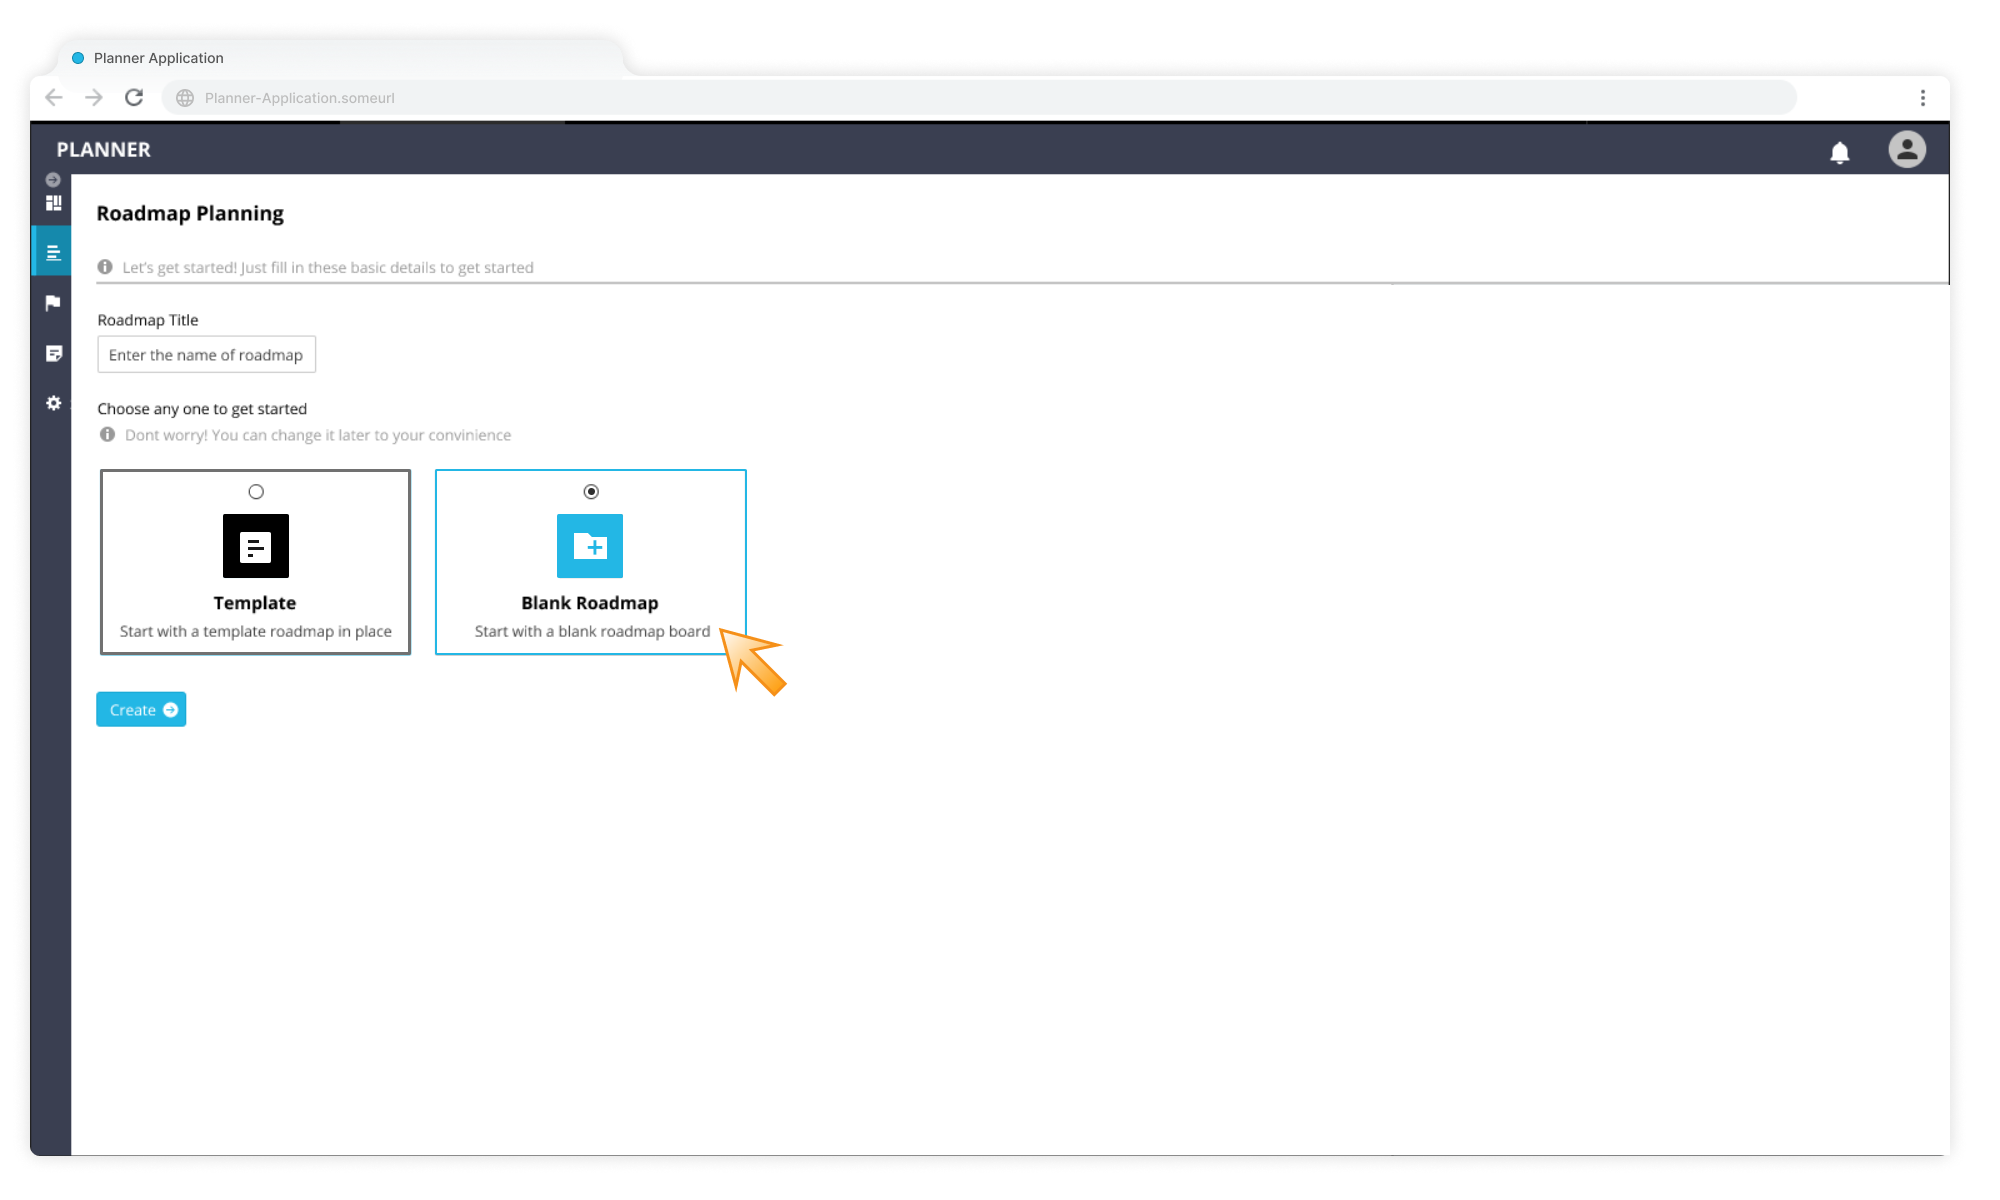 Planner Application
Planner-Application.someurl
PLANNER
Roadmap Planning
Let's get started! Just fill in these basic details to get started
Roadmap Title
Enter the name of roadmap
Choose any one to get started
Dont worry! You can change it later to your convinience
Template
Start with a template roadmap in place
Blank Roadmap
Start with a blank roadmap board
Create